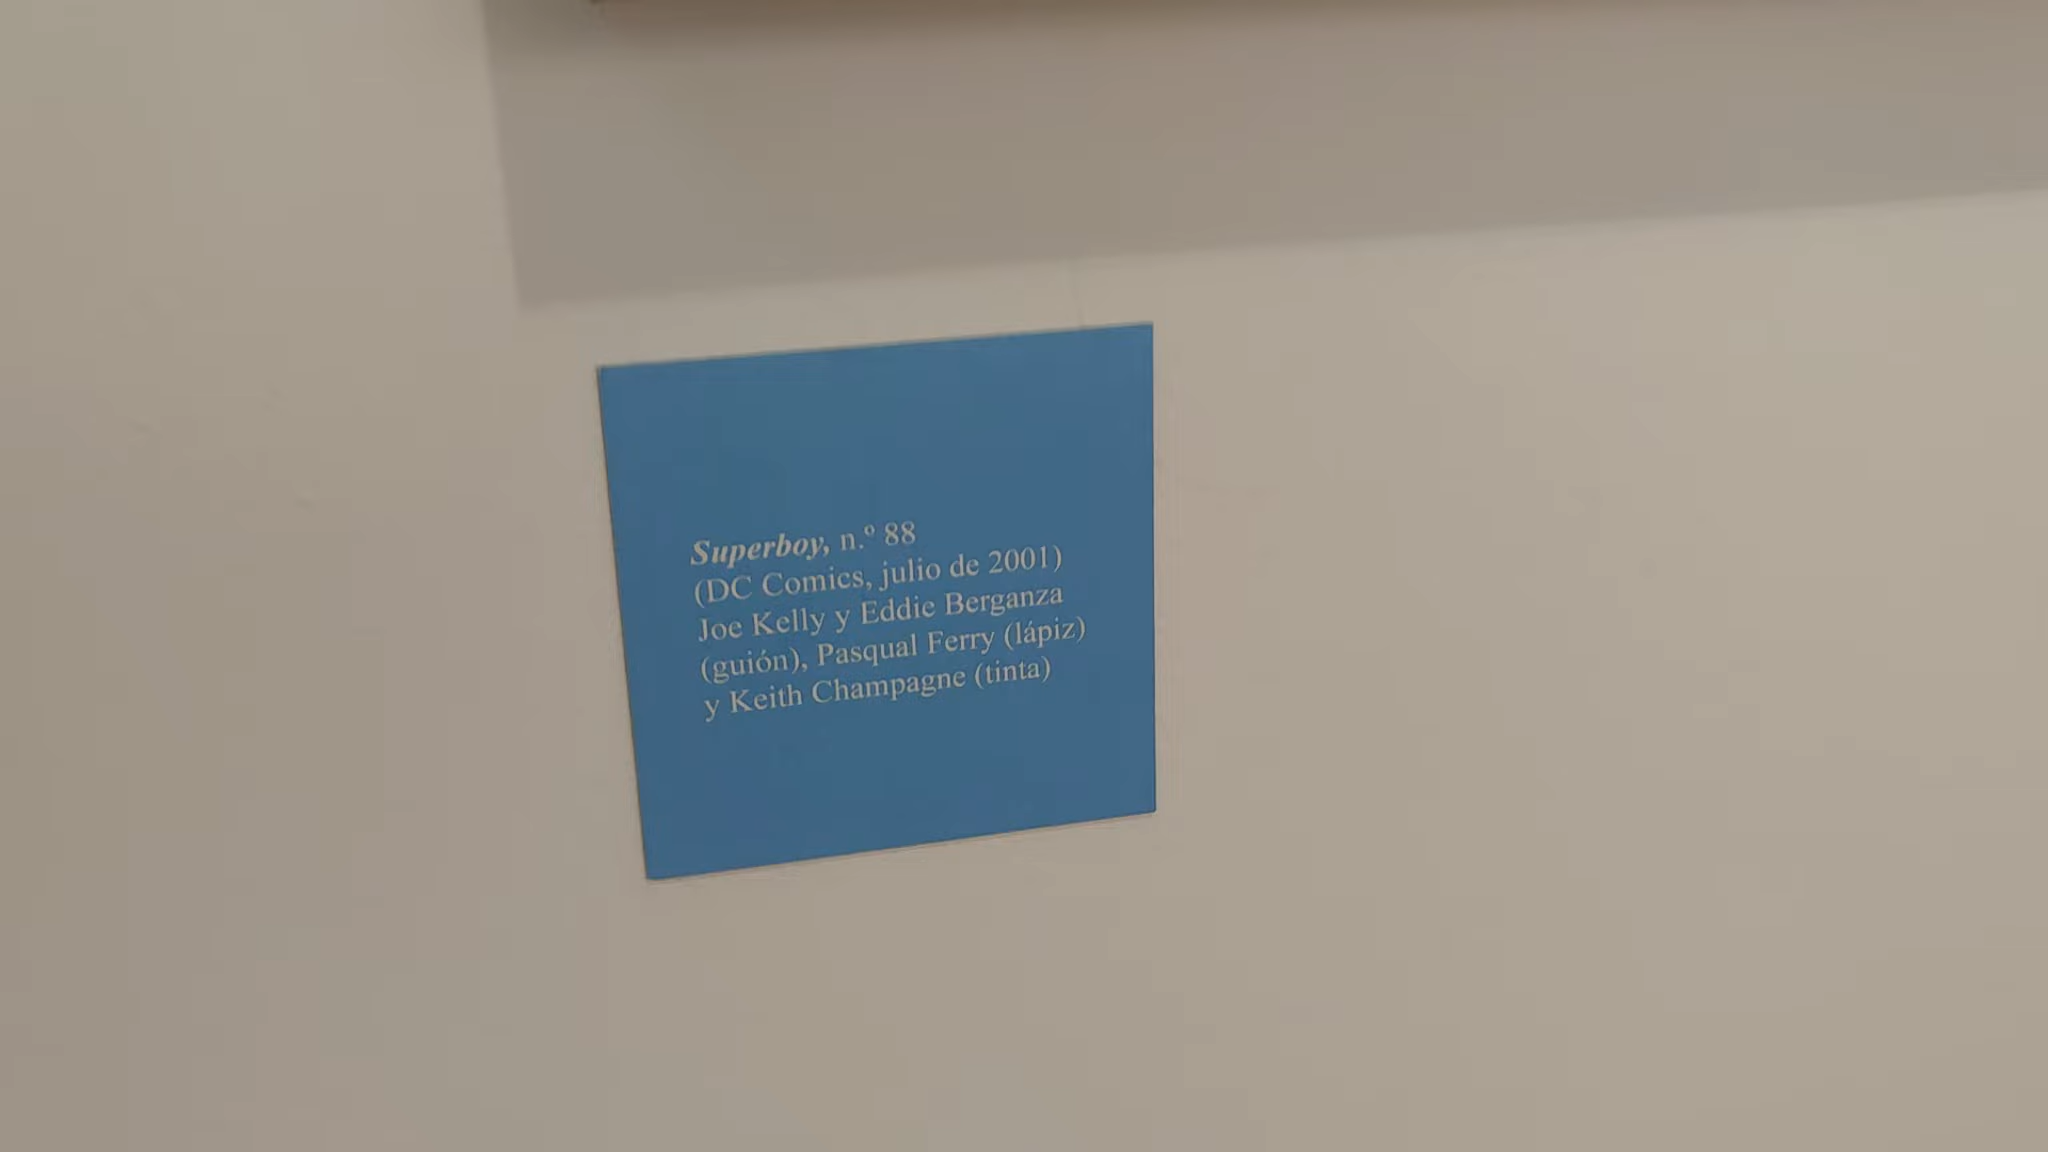 Superboy, n.º 88
(DC Comics, julio de 2001)
Joe Kelly y Eddie Berganza
(guión), Pasqual Ferry (lápiz)
y Keith Champagne (tinta)